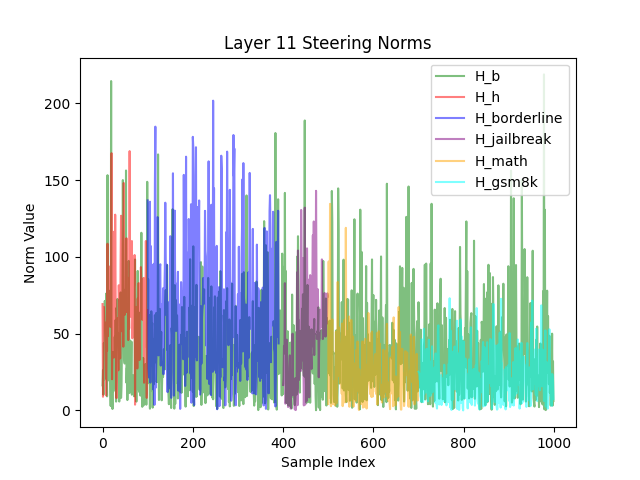 Layer 11 Steering Norms
H_b
H_h
H_borderline
H_jailbreak
H_math
H_gsm8k
Norm Value
200
150
100
50
0
0 200 400 600 800 1000
Sample Index